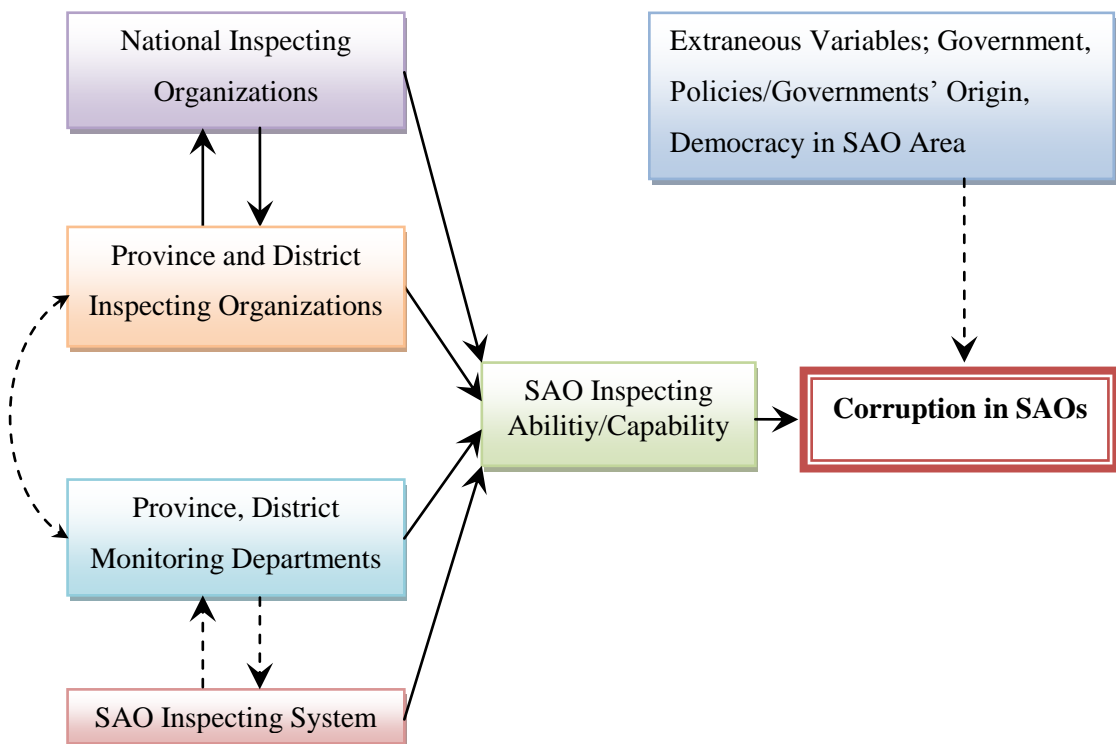 National Inspecting
Organizations
Extraneous Variables; Government,
Policies/Governments’ Origin,
Democracy in SAO Area
Province and District
Inspecting Organizations
SAO Inspecting
Abilitiy/Capability
Corruption in SAOs
Province, District
Monitoring Departments
SAO Inspecting System